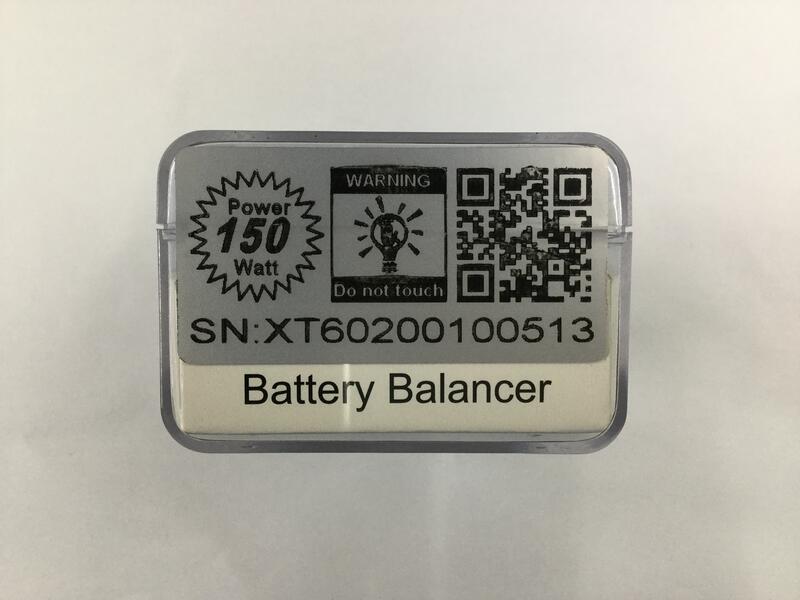 Power
150
Watt
WARNING
Do not touch
SN:XT60200100513
Battery Balancer